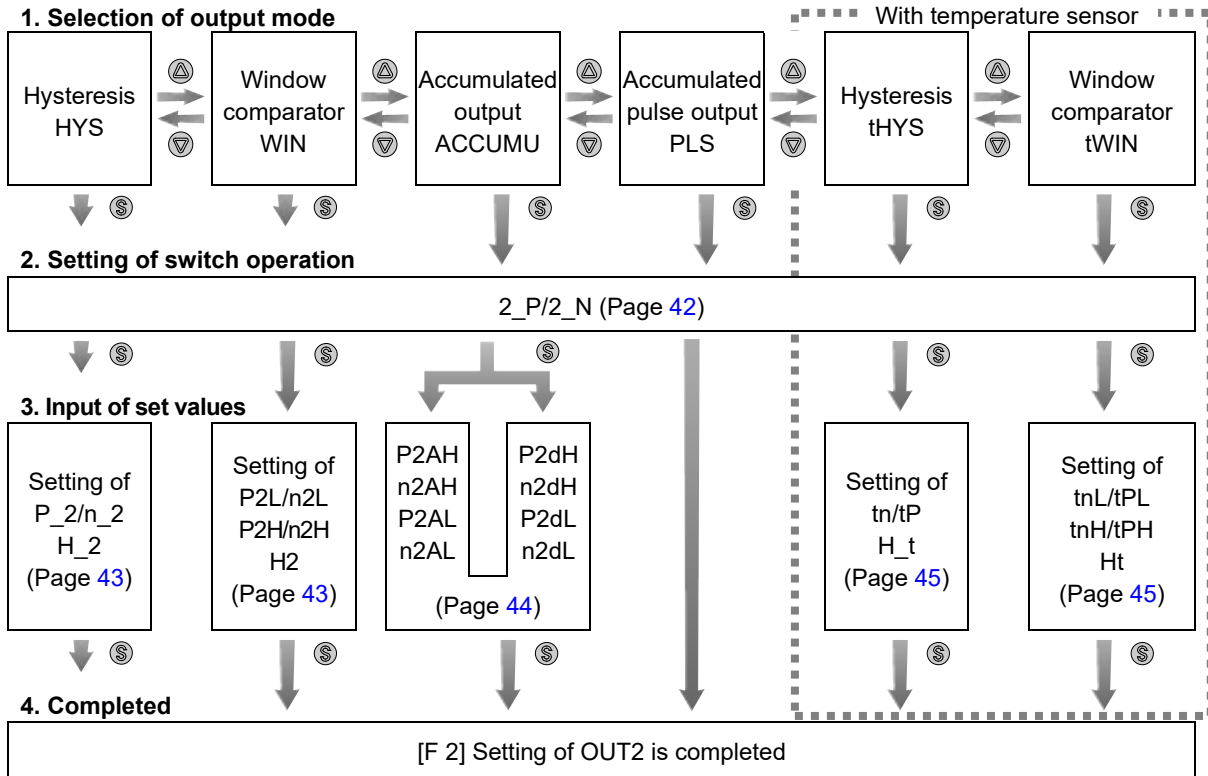 1. Selection of output mode
With temperature sensor
Hysteresis
HYS
Window
comparator
WIN
Accumulated
output
ACCUMU
Accumulated
pulse output
PLS
Hysteresis
tHYS
Window
comparator
tWIN
S
S
S
S
S
S
2. Setting of switch operation
2_P/2_N (Page 42)
S
S
S
S
S
3. Input of set values
Setting of
P_2/n_2
H_2
(Page 43)
Setting of
P2L/n2L
P2H/n2H
H2
(Page 43)
P2AH
n2AH
P2AL
n2AL
P2dH
n2dH
P2dL
n2dL
(Page 44)
Setting of
tn/tP
H_t
(Page 45)
Setting of
tnL/tPL
tnH/tPH
Ht
(Page 45)
S
S
S
S
S
4. Completed
[F 2] Setting of OUT2 is completed